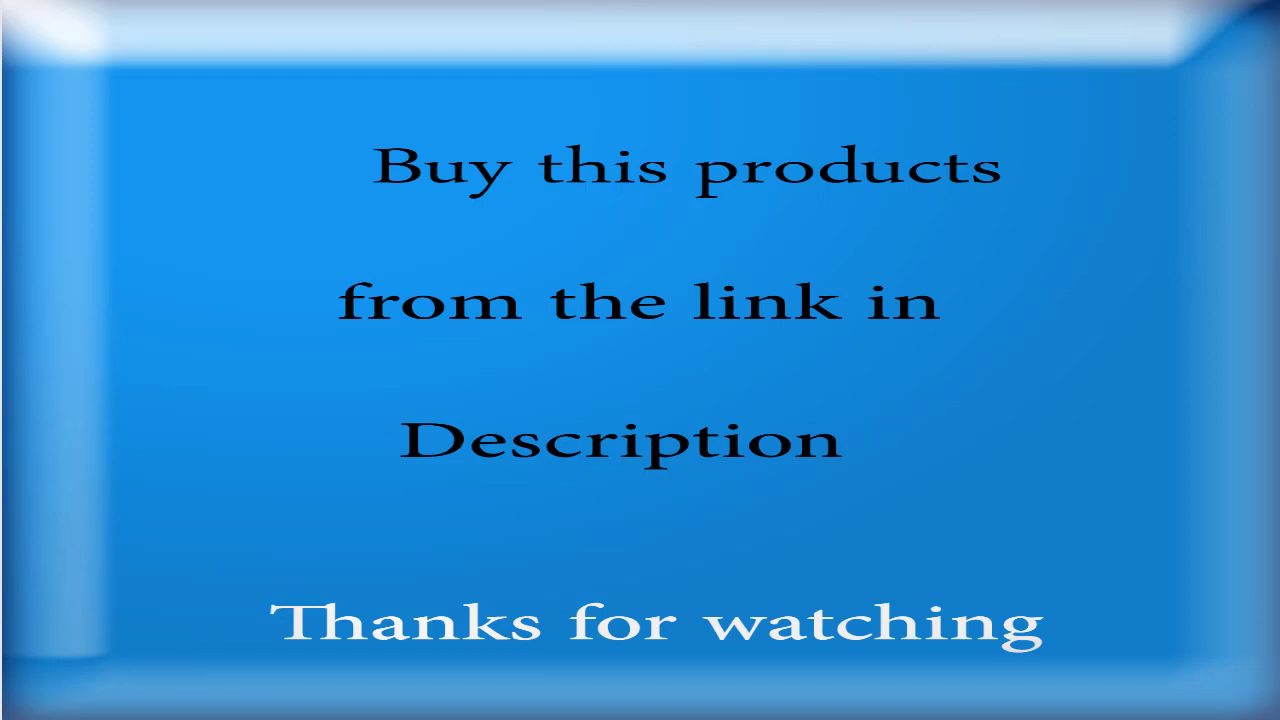 Buy this products
from the link in
Description
Thanks for watching